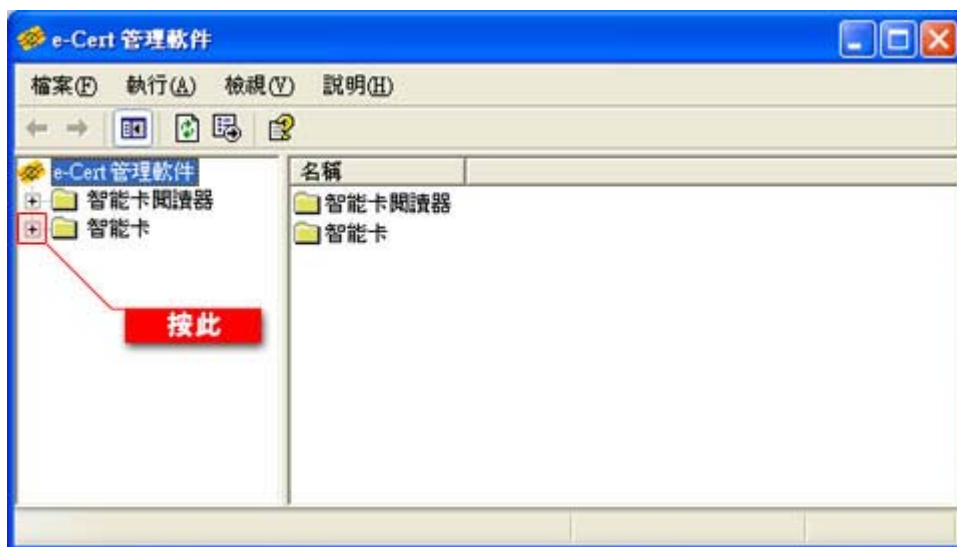 e-Cert 管理軟件
檔案(F) 執行(A) 檢視(V) 說明(H)
e-Cert 管理軟件
智能卡閱讀器
智能卡
按此
名稱
智能卡閱讀器
智能卡